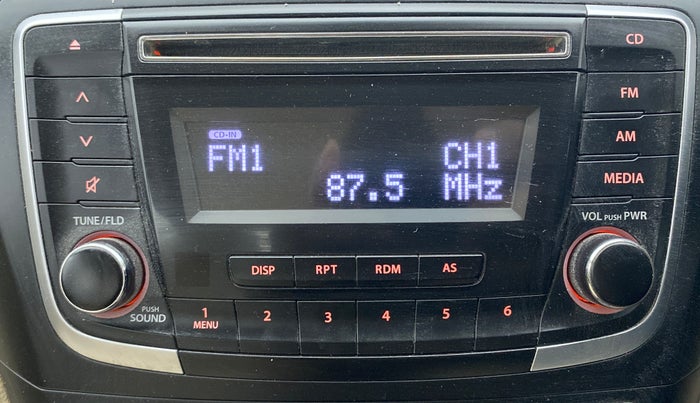 CD
FM
AM
MEDIA
CD-IN
FM1 CH1
87.5 MHz
TUNE/FLD
VOL PUSH PWR
DISP RPT RDM AS
PUSH
SOUND
1 2 3 4 5 6
MENU